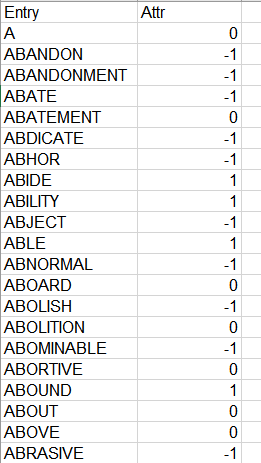 Entry Attr
A 0
ABANDON -1
ABANDONMENT -1
ABATE -1
ABATEMENT 0
ABDICATE -1
ABHOR -1
ABIDE 1
ABILITY 1
ABJECT -1
ABLE 1
ABNORMAL -1
ABOARD 0
ABOLISH -1
ABOLITION 0
ABOMINABLE -1
ABORTIVE 0
ABOUND 1
ABOUT 0
ABOVE 0
ABRASIVE -1